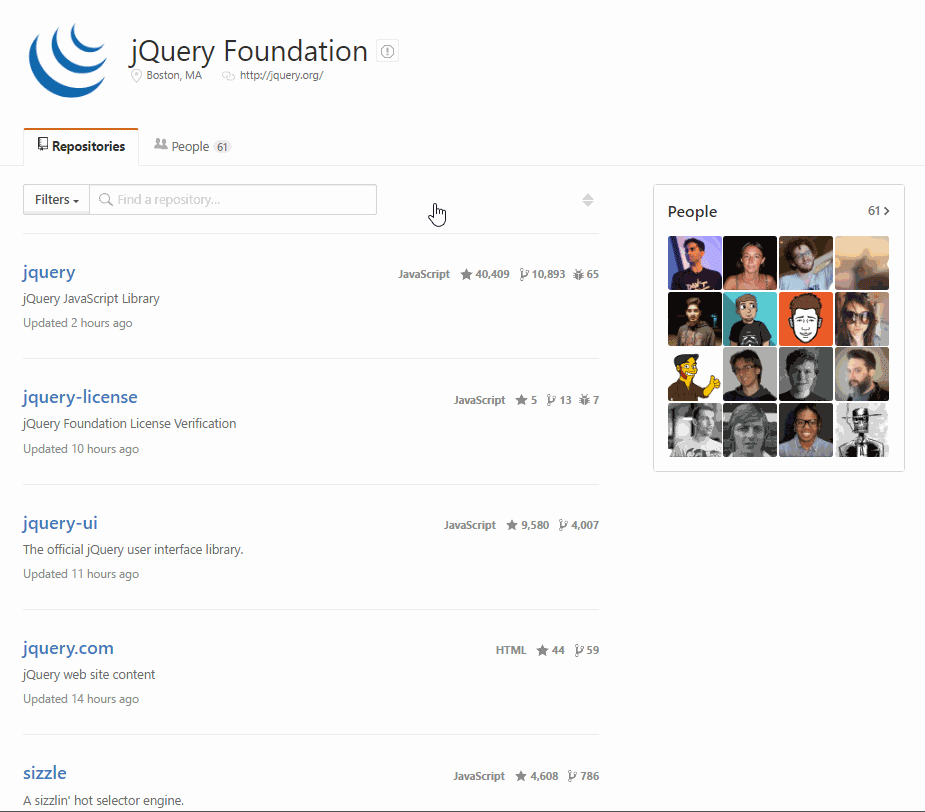 jQuery Foundation
Boston, MA http://jquery.org/
Repositories People 61
Filters Find a repository...
People 61
jquery JavaScript 40,409 10,893 65
jQuery JavaScript Library
Updated 2 hours ago
jquery-license JavaScript 5 13 7
jQuery Foundation License Verification
Updated 10 hours ago
jquery-ui JavaScript 9,580 4,007
The official jQuery user interface library.
Updated 11 hours ago
jquery.com HTML 44 59
jQuery web site content
Updated 14 hours ago
sizzle JavaScript 4,608 786
A sizzlin' hot selector engine.